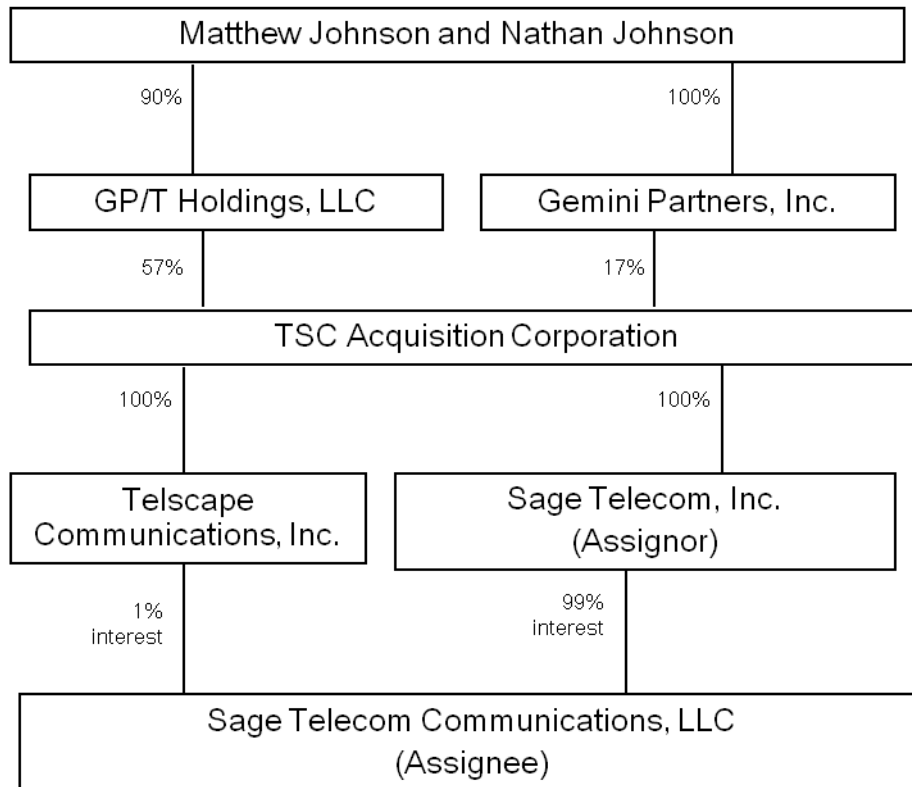 Matthew Johnson and Nathan Johnson
90%
100%
GP/T Holdings, LLC
Gemini Partners, Inc.
57%
17%
TSC Acquisition Corporation
100%
100%
Telscape
Communications, Inc.
Sage Telecom, Inc.
(Assignor)
1%
interest
99%
interest
Sage Telecom Communications, LLC
(Assignee)